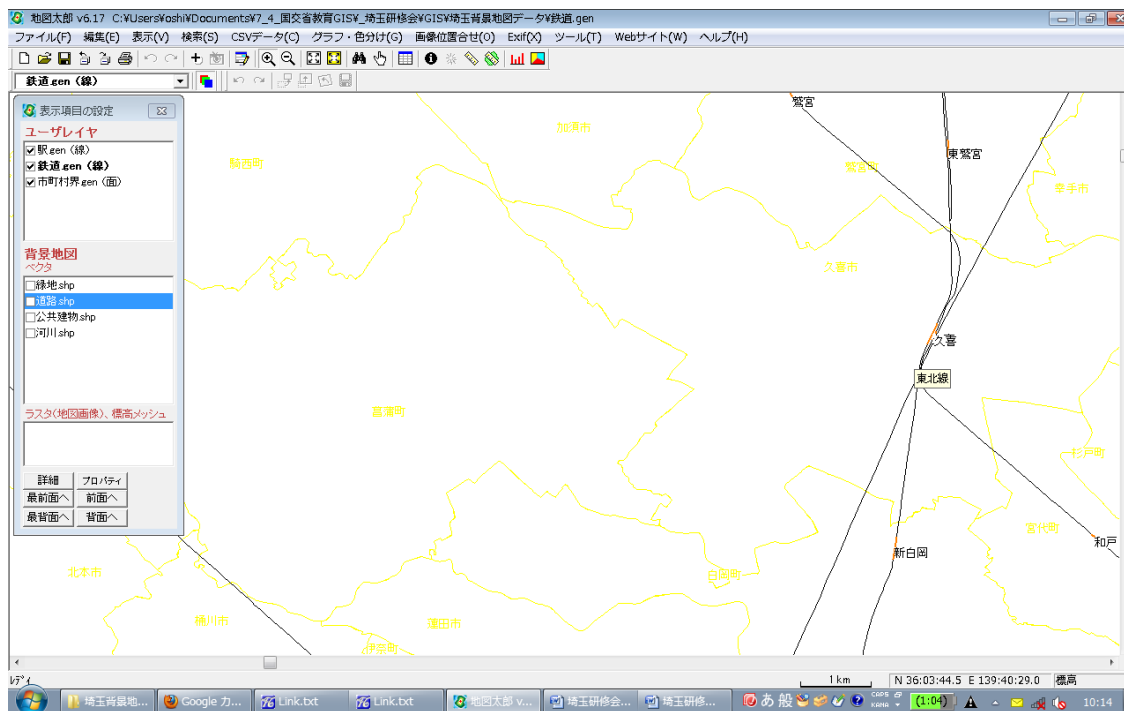 地図太郎 v6.17 C:¥Users¥oshi¥Documents¥7_4_国交省教育GIS¥_埼玉研修会¥GIS¥埼玉背景地図データ¥鉄道.gen
ファイル(F) 編集(E) 表示(V) 検索(S) CSVデータ(C) グラフ・色分け(G) 画像位置合せ(O) Exif(X) ツール(T) Webサイト(W) ヘルプ(H)
鉄道.gen (線)
表示項目の設定
ユーザレイヤ
駅.gen (線)
鉄道.gen (線)
市町村界.gen (面)
背景地図
ベクタ
緑地.shp
道路.shp
公共建物.shp
河川.shp
ラスタ(地図画像)、標高メッシュ
詳細 プロパティ
最前面へ 前面へ
最背面へ 背面へ
鷲宮
加須市
東鷲宮
騎西町
鷲宮町
幸手市
久喜市
久喜
東北線
菖蒲町
杉戸町
宮代町
和戸
新白岡
白岡町
北本市
桶川市
蓮田市
伊奈町
1 km N 36:03:44.5 E 139:40:29.0 標高
ﾚﾃﾞｨ
埼玉背景地... Google カ... Link.txt Link.txt 地図太郎 v... 埼玉研修会... 埼玉研修... あ 般 CAPS KANA (1:04) A 10:14